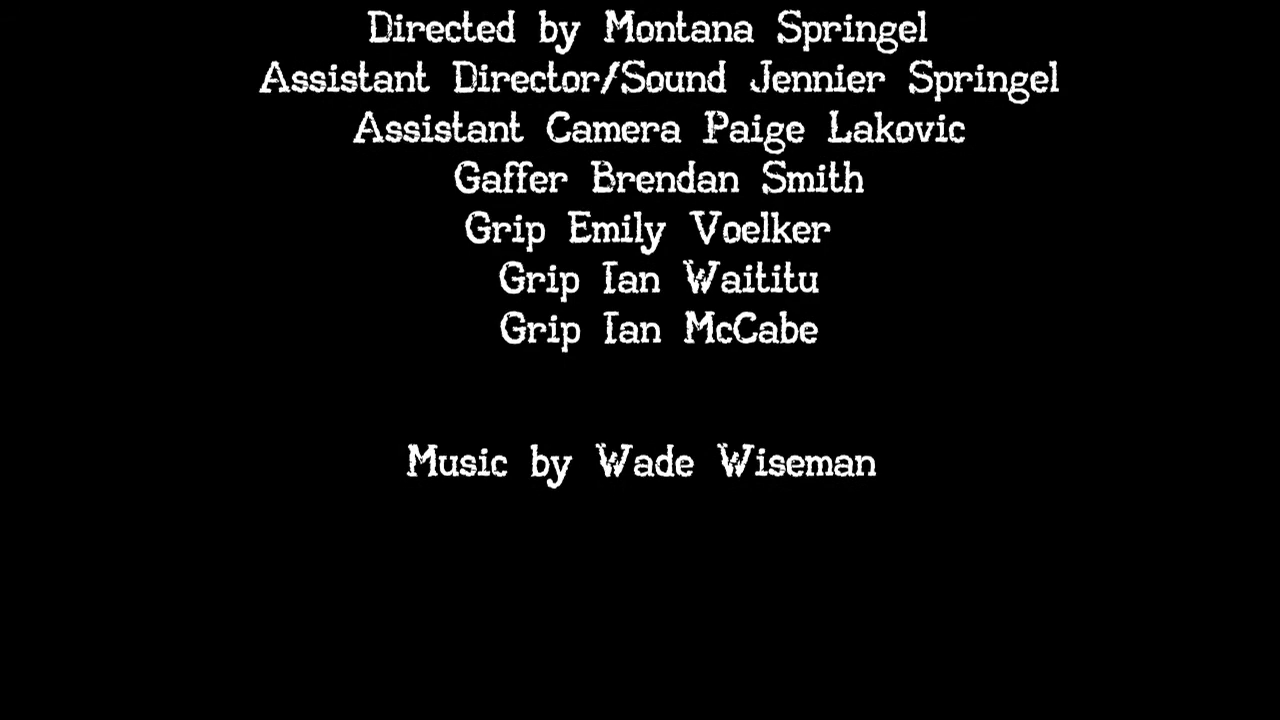 Directed by Montana Springel
Assistant Director/Sound Jennier Springel
Assistant Camera Paige Lakovic
Gaffer Brendan Smith
Grip Emily Voelker
Grip Ian Waititu
Grip Ian McCabe
Music by Wade Wiseman